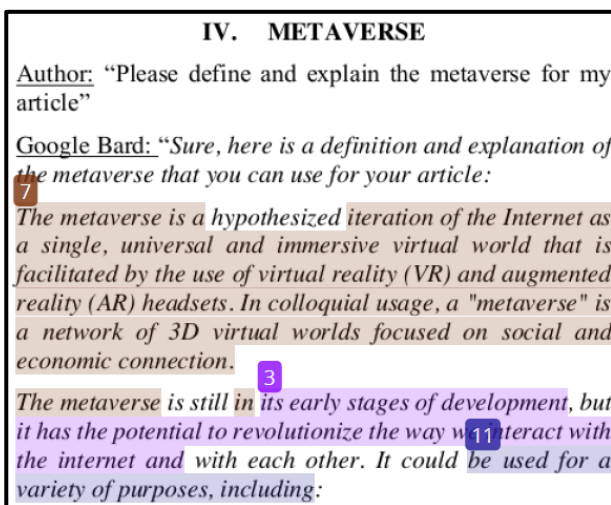 IV. METAVERSE
Author: “Please define and explain the metaverse for my
article”
Google Bard: “Sure, here is a definition and explanation of
the metaverse that you can use for your article:
7
The metaverse is a hypothesized iteration of the Internet as
a single, universal and immersive virtual world that is
facilitated by the use of virtual reality (VR) and augmented
reality (AR) headsets. In colloquial usage, a "metaverse" is
a network of 3D virtual worlds focused on social and
economic connection.
3
The metaverse is still in its early stages of development, but
it has the potential to revolutionize the way we interact with
11
the internet and with each other. It could be used for a
variety of purposes, including: